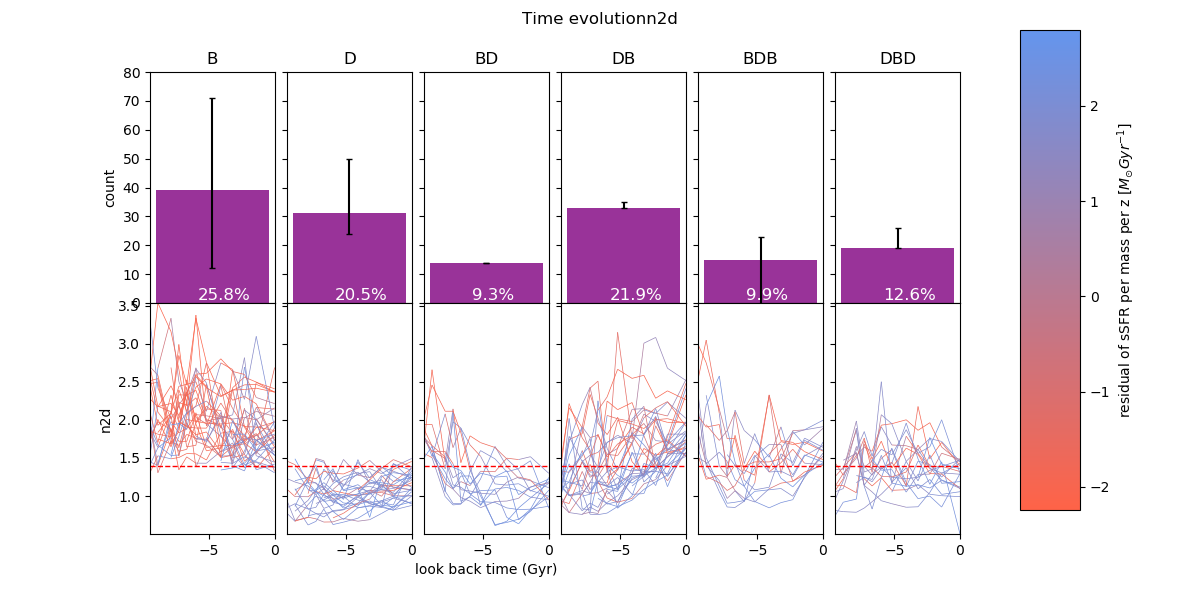 Time evolutionn2d
B D BD DB BDB DBD
80
70
60
50
40
30
20
10
0
count
25.8% 20.5% 9.3% 21.9% 9.9% 12.6%
3.5
3.0
2.5
2.0
1.5
1.0
n2d
−5 0 −5 0 −5 0 −5 0 −5 0 −5 0
look back time (Gyr)
2
1
0
−1
−2
residual of sSFR per mass per z [M⊙Gyr⁻¹]